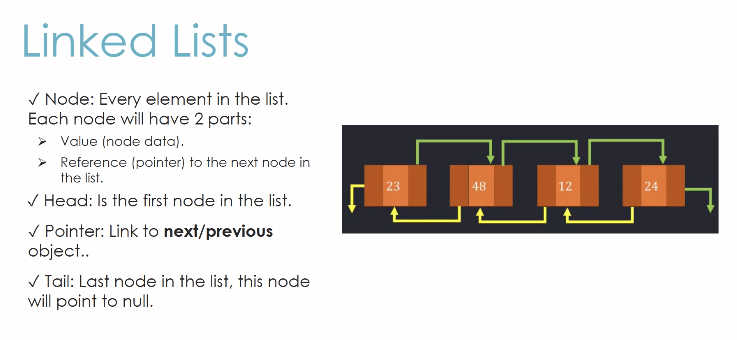 Linked Lists
✓ Node: Every element in the list.
Each node will have 2 parts:
➢ Value (node data).
➢ Reference (pointer) to the next node in
the list.
✓ Head: Is the first node in the list.
✓ Pointer: Link to next/previous
object..
✓ Tail: Last node in the list, this node
will point to null.
23 48 12 24